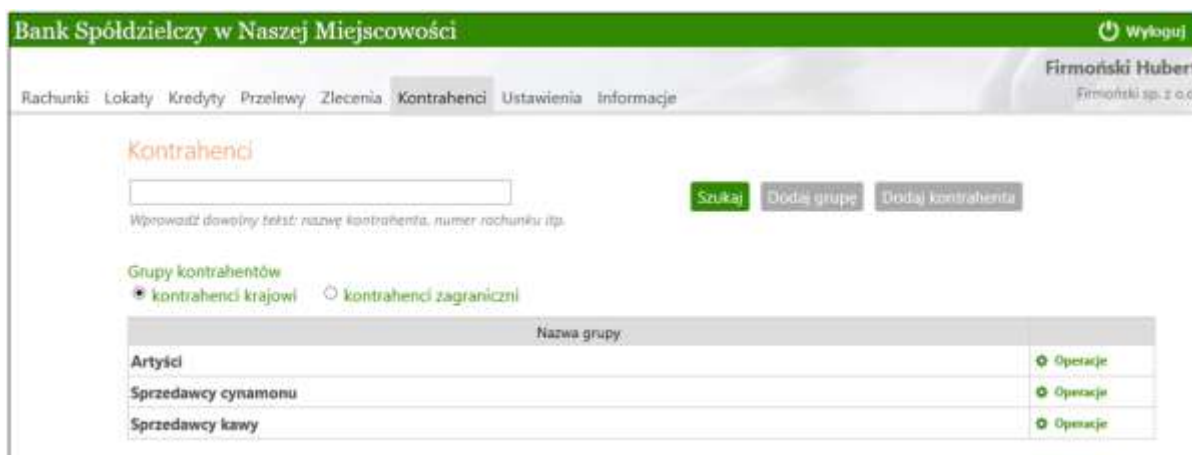 Bank Spółdzielczy w Naszej Miejscowości
Wyloguj
Firmoński Hubert
Firmoński sp. z o.o
Rachunki Lokaty Kredyty Przelewy Zlecenia Kontrahenci Ustawienia Informacje
Kontrahenci
Szukaj Dodaj grupę Dodaj kontrahenta
Wprowadź dowolny tekst: nazwę kontrahenta, numer rachunku itp.
Grupy kontrahentów
kontrahenci krajowi kontrahenci zagraniczni
Nazwa grupy
Artyści Operacje
Sprzedawcy cynamonu Operacje
Sprzedawcy kawy Operacje